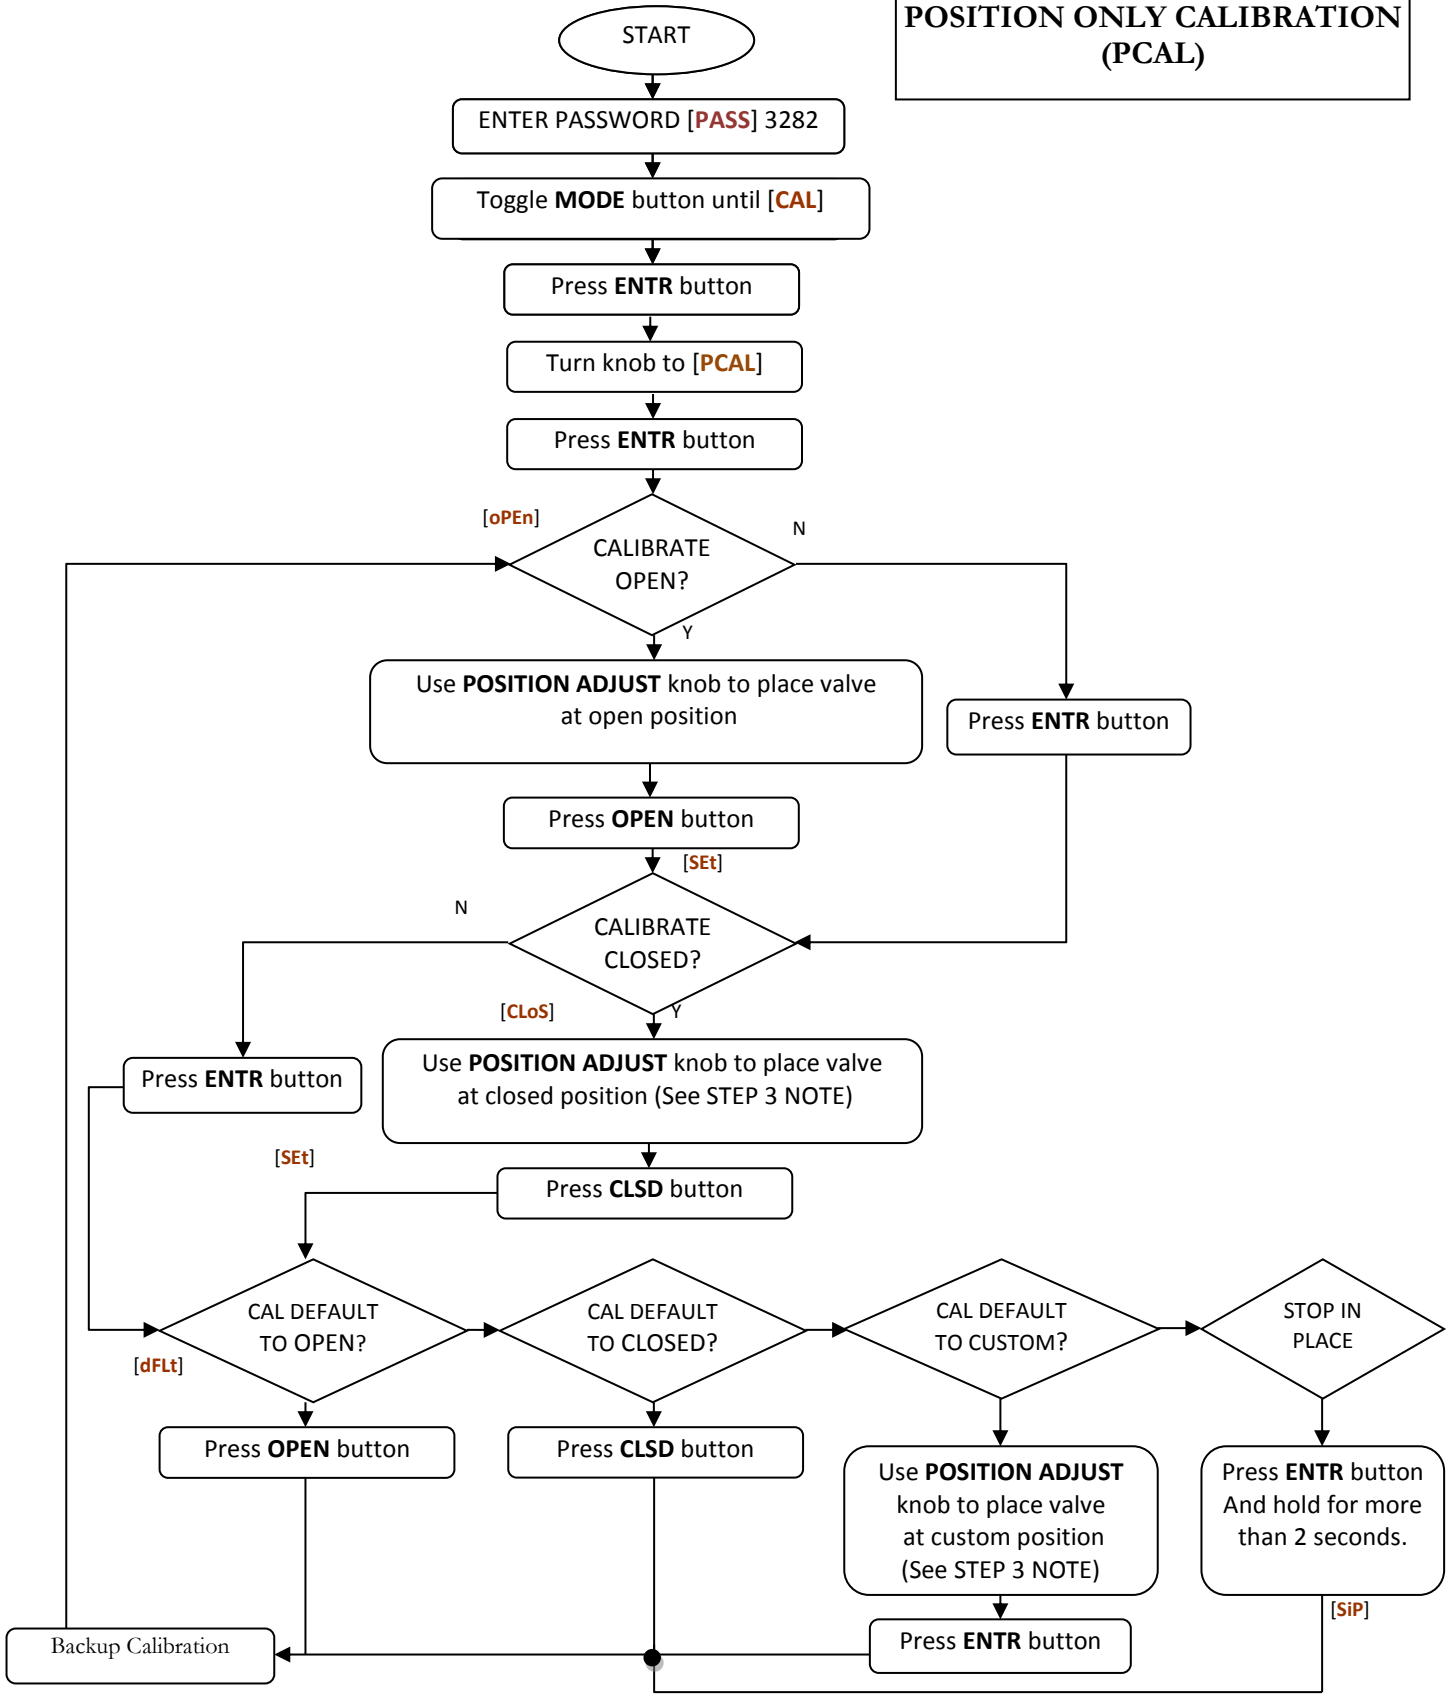 POSITION ONLY CALIBRATION
(PCAL)
START
ENTER PASSWORD [PASS] 3282
Toggle MODE button until [CAL]
Press ENTR button
Turn knob to [PCAL]
Press ENTR button
[oPEn]
N
CALIBRATE
OPEN?
Y
Use POSITION ADJUST knob to place valve
at open position
Press ENTR button
Press OPEN button
[SEt]
N
CALIBRATE
CLOSED?
[CLoS]
Y
Use POSITION ADJUST knob to place valve
at closed position (See STEP 3 NOTE)
Press ENTR button
[SEt]
Press CLSD button
CAL DEFAULT
TO OPEN?
CAL DEFAULT
TO CLOSED?
CAL DEFAULT
TO CUSTOM?
STOP IN
PLACE
[dFLt]
Press OPEN button
Press CLSD button
Use POSITION ADJUST
knob to place valve
at custom position
(See STEP 3 NOTE)
Press ENTR button
And hold for more
than 2 seconds.
[SiP]
Press ENTR button
Backup Calibration